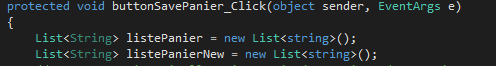 protected void buttonSavePanier_Click(object sender, EventArgs e)
{
List<String> listePanier = new List<string>();
List<String> listePanierNew = new List<string>();